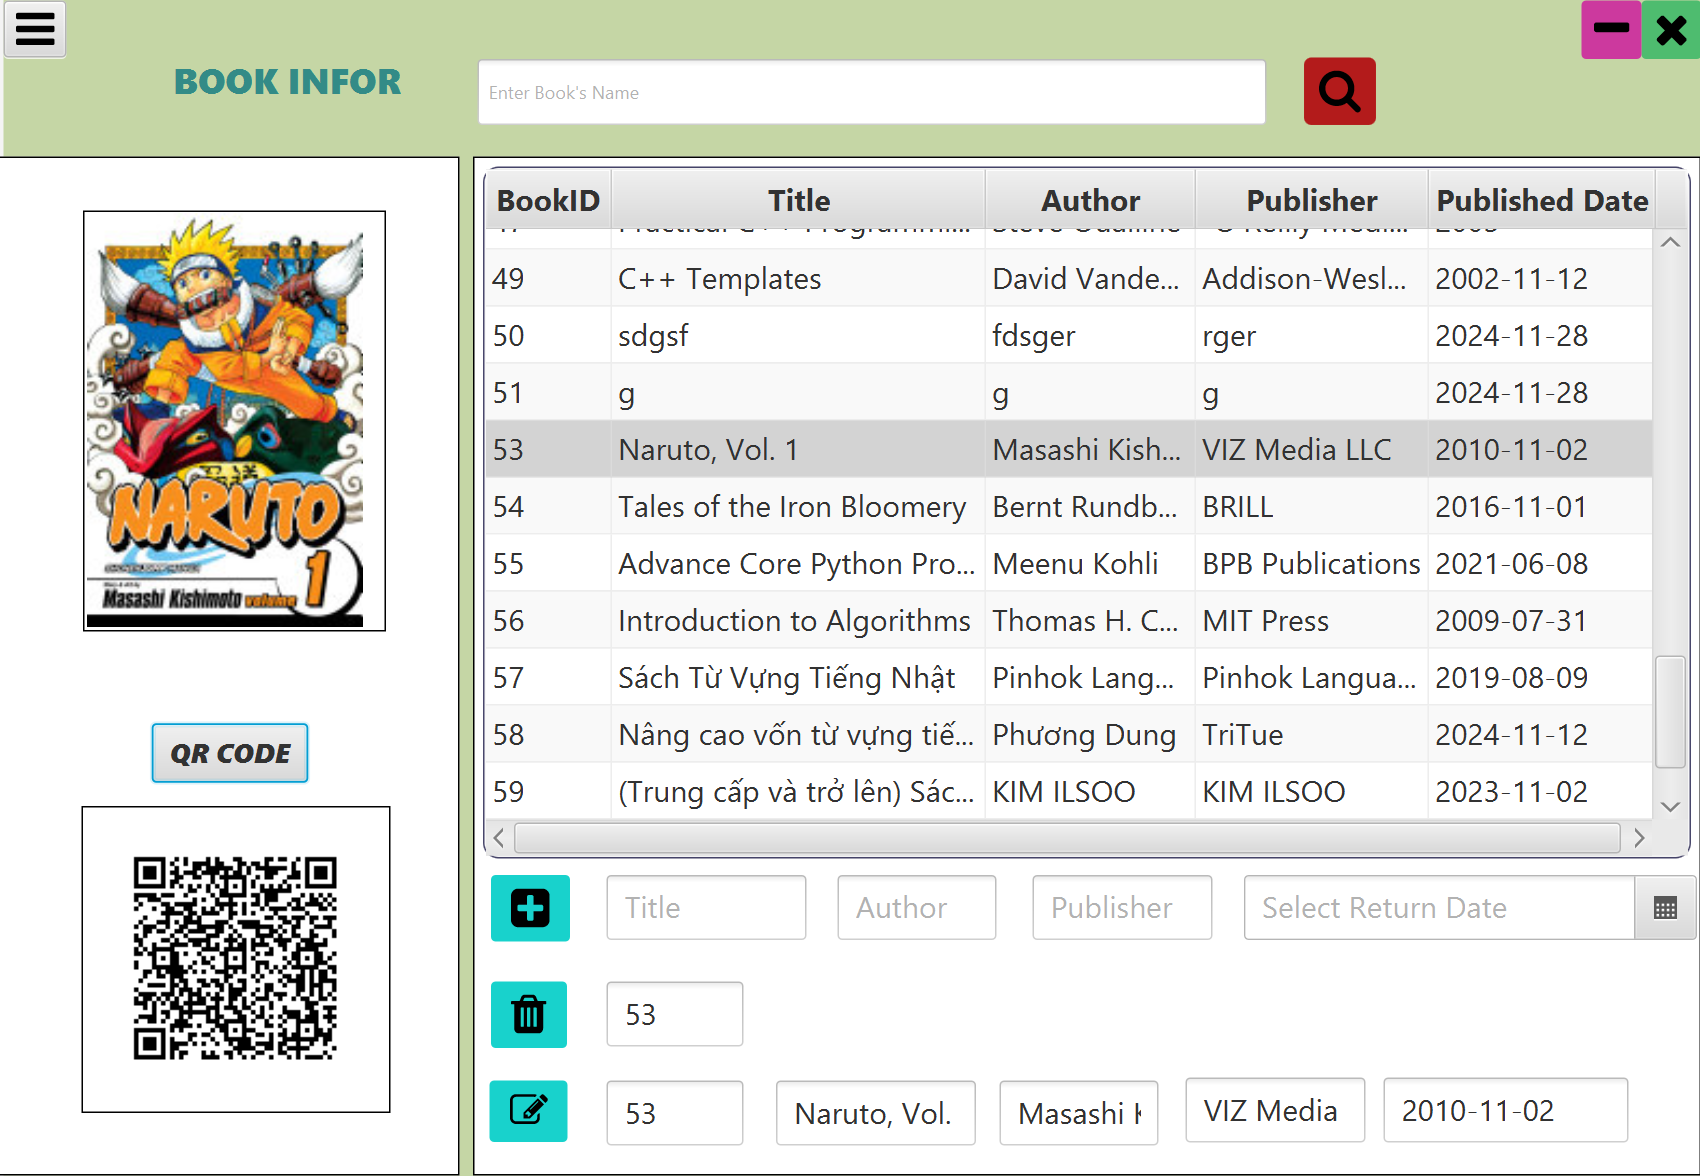 BOOK INFOR
Enter Book's Name
NARUTO
1
Masashi Kishimoto volume
QR CODE
BookID Title Author Publisher Published Date
49 C++ Templates David Vande... Addison-Wesl... 2002-11-12
50 sdgsf fdsger rger 2024-11-28
51 g g g 2024-11-28
53 Naruto, Vol. 1 Masashi Kish... VIZ Media LLC 2010-11-02
54 Tales of the Iron Bloomery Bernt Rundb... BRILL 2016-11-01
55 Advance Core Python Pro... Meenu Kohli BPB Publications 2021-06-08
56 Introduction to Algorithms Thomas H. C... MIT Press 2009-07-31
57 Sách Từ Vựng Tiếng Nhật Pinhok Lang... Pinhok Langua... 2019-08-09
58 Nâng cao vốn từ vựng tiế... Phương Dung TriTue 2024-11-12
59 (Trung cấp và trở lên) Sác... KIM ILSOO KIM ILSOO 2023-11-02
Title Author Publisher Select Return Date
53
53 Naruto, Vol. Masashi VIZ Media 2010-11-02